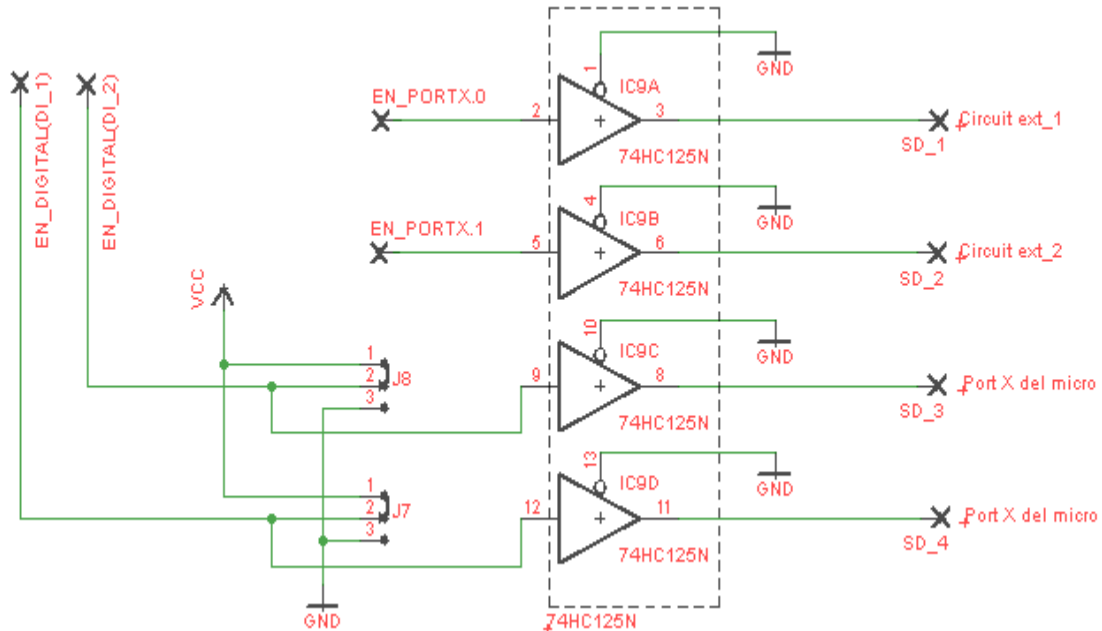 EN_DIGITAL(DI_1)
EN_DIGITAL(DI_2)
EN_PORTX.0
2
1
IC9A
3
74HC125N
GND
Circuit ext_1
SD_1
EN_PORTX.1
5
4
IC9B
6
74HC125N
GND
Circuit ext_2
SD_2
VCC
1
2
3
J8
9
10
IC9C
8
74HC125N
GND
Port X del micro
SD_3
1
2
3
J7
12
13
IC9D
11
74HC125N
GND
Port X del micro
SD_4
GND
74HC125N